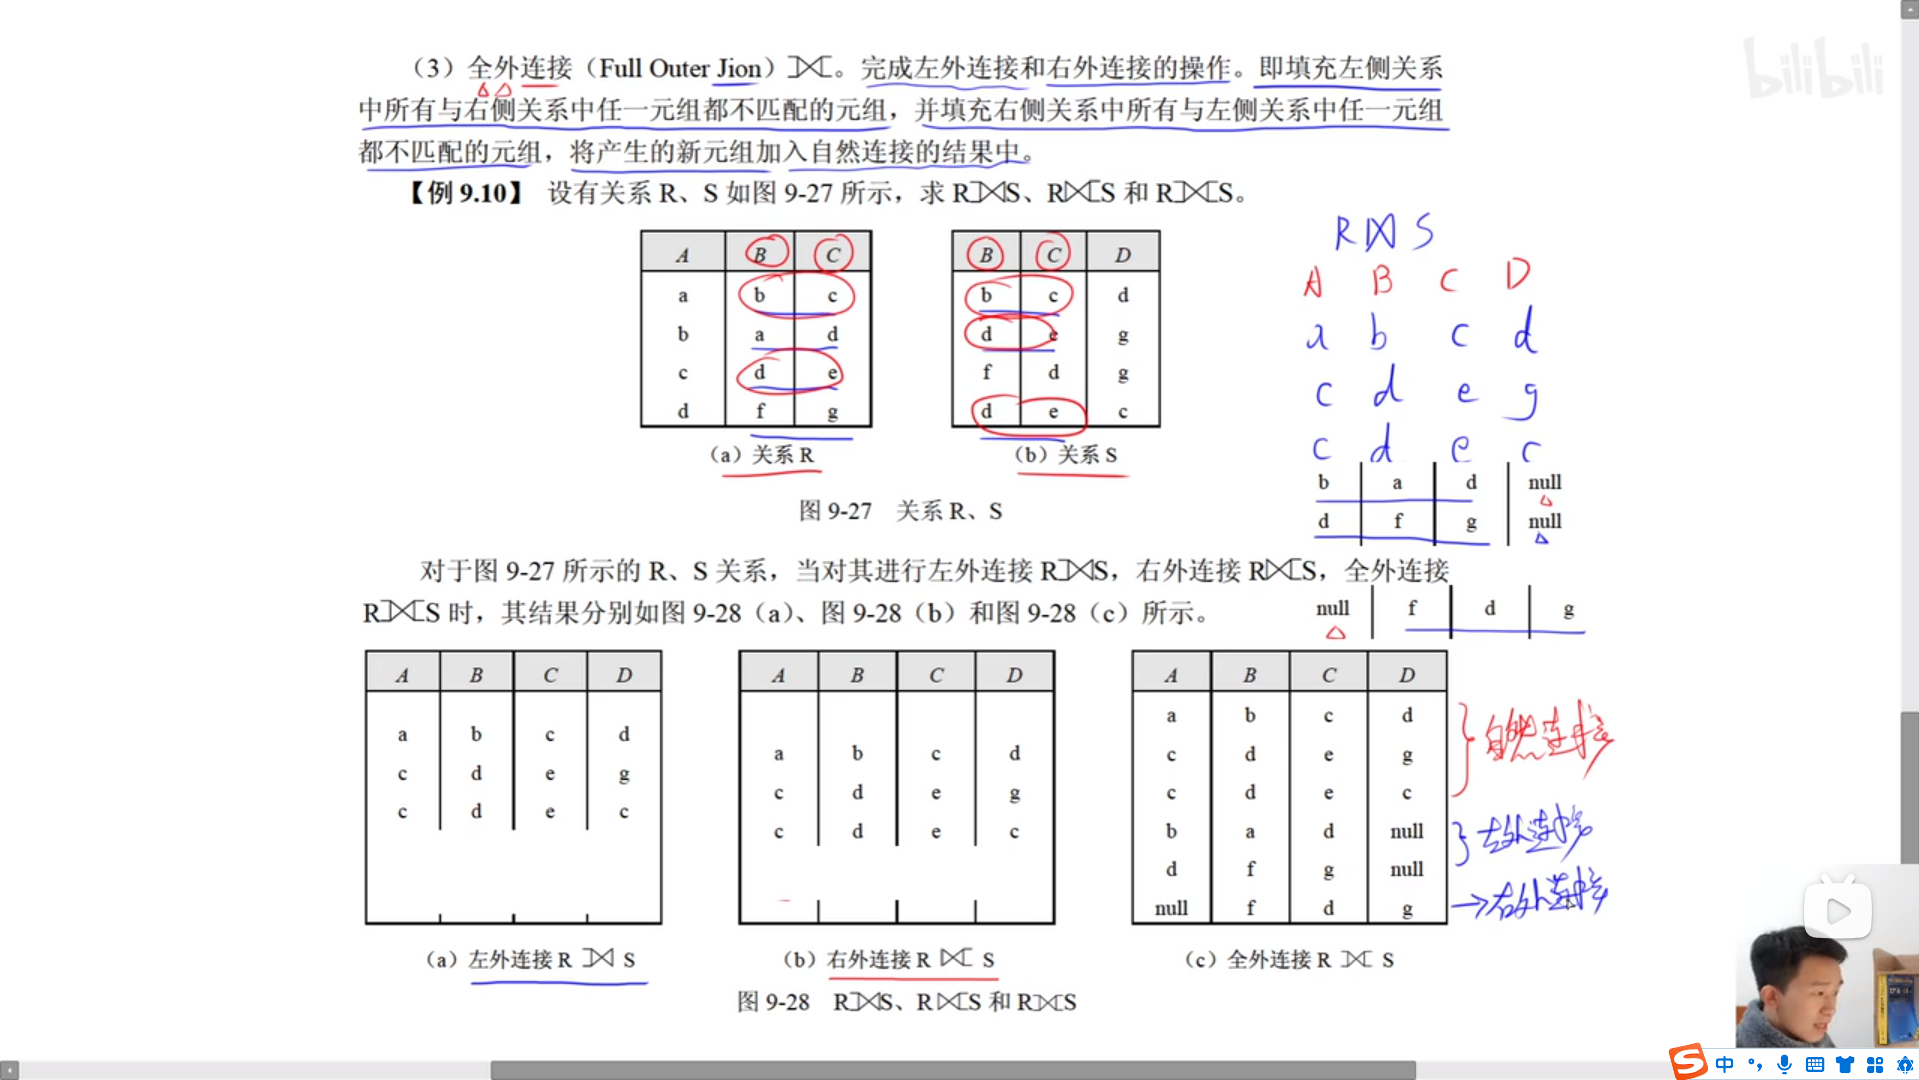 bilibili
（3）全外连接（Full Outer Jion）⟗。完成左外连接和右外连接的操作。即填充左侧关系
中所有与右侧关系中任一元组都不匹配的元组，并填充右侧关系中所有与左侧关系中任一元组
都不匹配的元组，将产生的新元组加入自然连接的结果中。
【例 9.10】 设有关系 R、S 如图 9-27 所示，求 R⟕S、R⟖S 和 R⟗S。
A B C
a b c
b a d
c d e
d f g
（a）关系 R
B C D
b c d
d e g
f d g
d e c
（b）关系 S
图 9-27 关系 R、S
R⋈S
A B C D
a b c d
c d e g
c d e c
b a d null
d f g null
null f d g
对于图 9-27 所示的 R、S 关系，当对其进行左外连接 R⟕S，右外连接 R⟖S，全外连接
R⟗S 时，其结果分别如图 9-28（a）、图 9-28（b）和图 9-28（c）所示。
A B C D
a b c d
c d e g
c d e c
（a）左外连接 R ⟕ S
A B C D
a b c d
c d e g
c d e c
（b）右外连接 R ⟖ S
A B C D
a b c d
c d e g
c d e c
b a d null
d f g null
null f d g
（c）全外连接 R ⟗ S
自然连接
左外连接
→右外连接
图 9-28 R⟕S、R⟖S 和 R⟗S
中